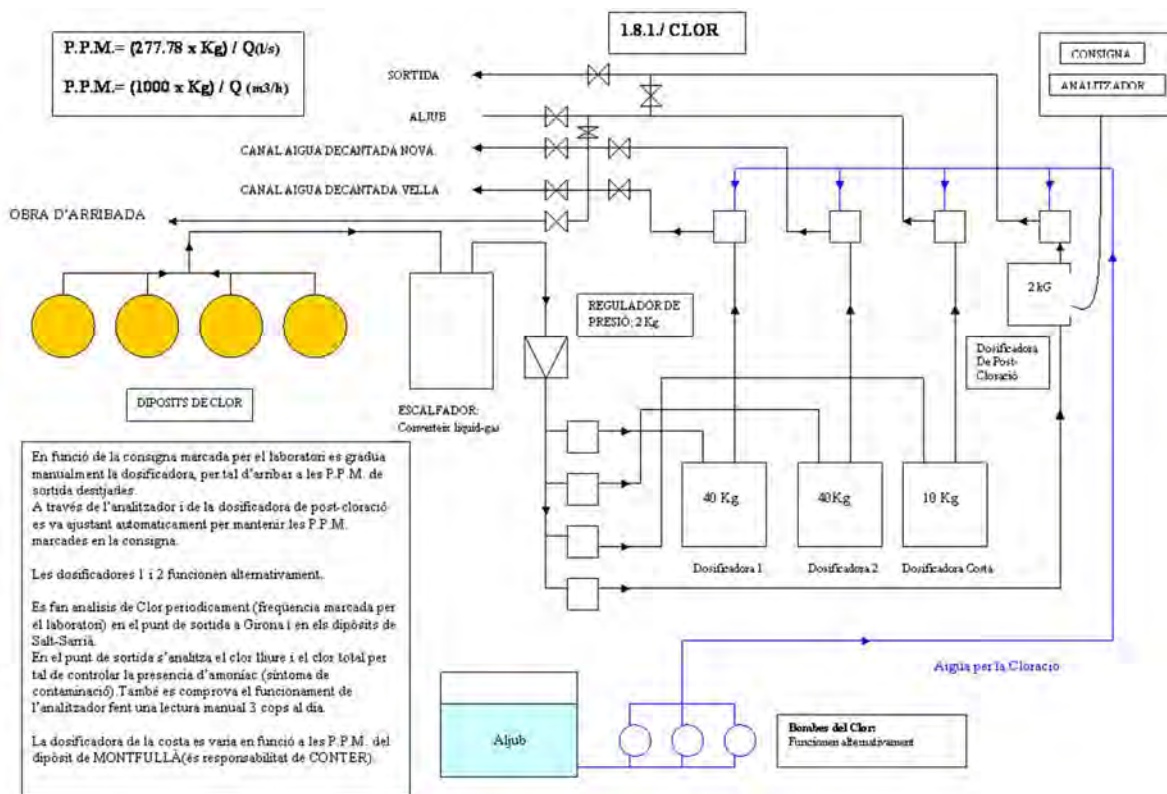 P.P.M.= (277.78 x Kg) / Q(l/s)
P.P.M.= (1000 x Kg) / Q (m3/h)
1.8.1./ CLOR
CONSIGNA
ANALITZADOR
SORTIDA
ALJUB
CANAL AIGUA DECANTADA NOVA
CANAL AIGUA DECANTADA VELLA
OBRA D'ARRIBADA
2 kG
REGULADOR DE
PRESIÓ; 2 Kg
Dosificadora
De Post-
Cloració
DIPOSITS DE CLOR
ESCALFADOR:
Converteix liquid-gas
En funció de la consigna marcada per el laboratori es gradua
manualment la dosificadora, per tal d'arribar a les P.P.M. de
sortida desitjades.
A través de l'analitzador i de la dosificadora de post-cloració
es va ajustant automaticament per mantenir les P.P.M.
marcades en la consigna.
Les dosificadores 1 i 2 funcionen alternativament.
Es fan analisis de Clor periodicament (freqüencia marcada per
el laboratori) en el punt de sortida a Girona i en els dipòsits de
Salt-Sarrià.
En el punt de sortida s'analitza el clor lliure i el clor total per
tal de controlar la presencia d'amoníac (síntoma de
contaminació).També es comprova el funcionament de
l'analitzador fent una lectura manual 3 cops al dia.
La dosificadora de la costa es varia en funció a les P.P.M. del
dipòsit de MONTFULLÀ(és responsabilitat de CONTER).
40 Kg
40Kg
10 Kg
Dosificadora 1
Dosificadora 2
Dosificadora Costa
Aigua per la Cloració
Aljub
Bombes del Clor:
Funcionen alternativament